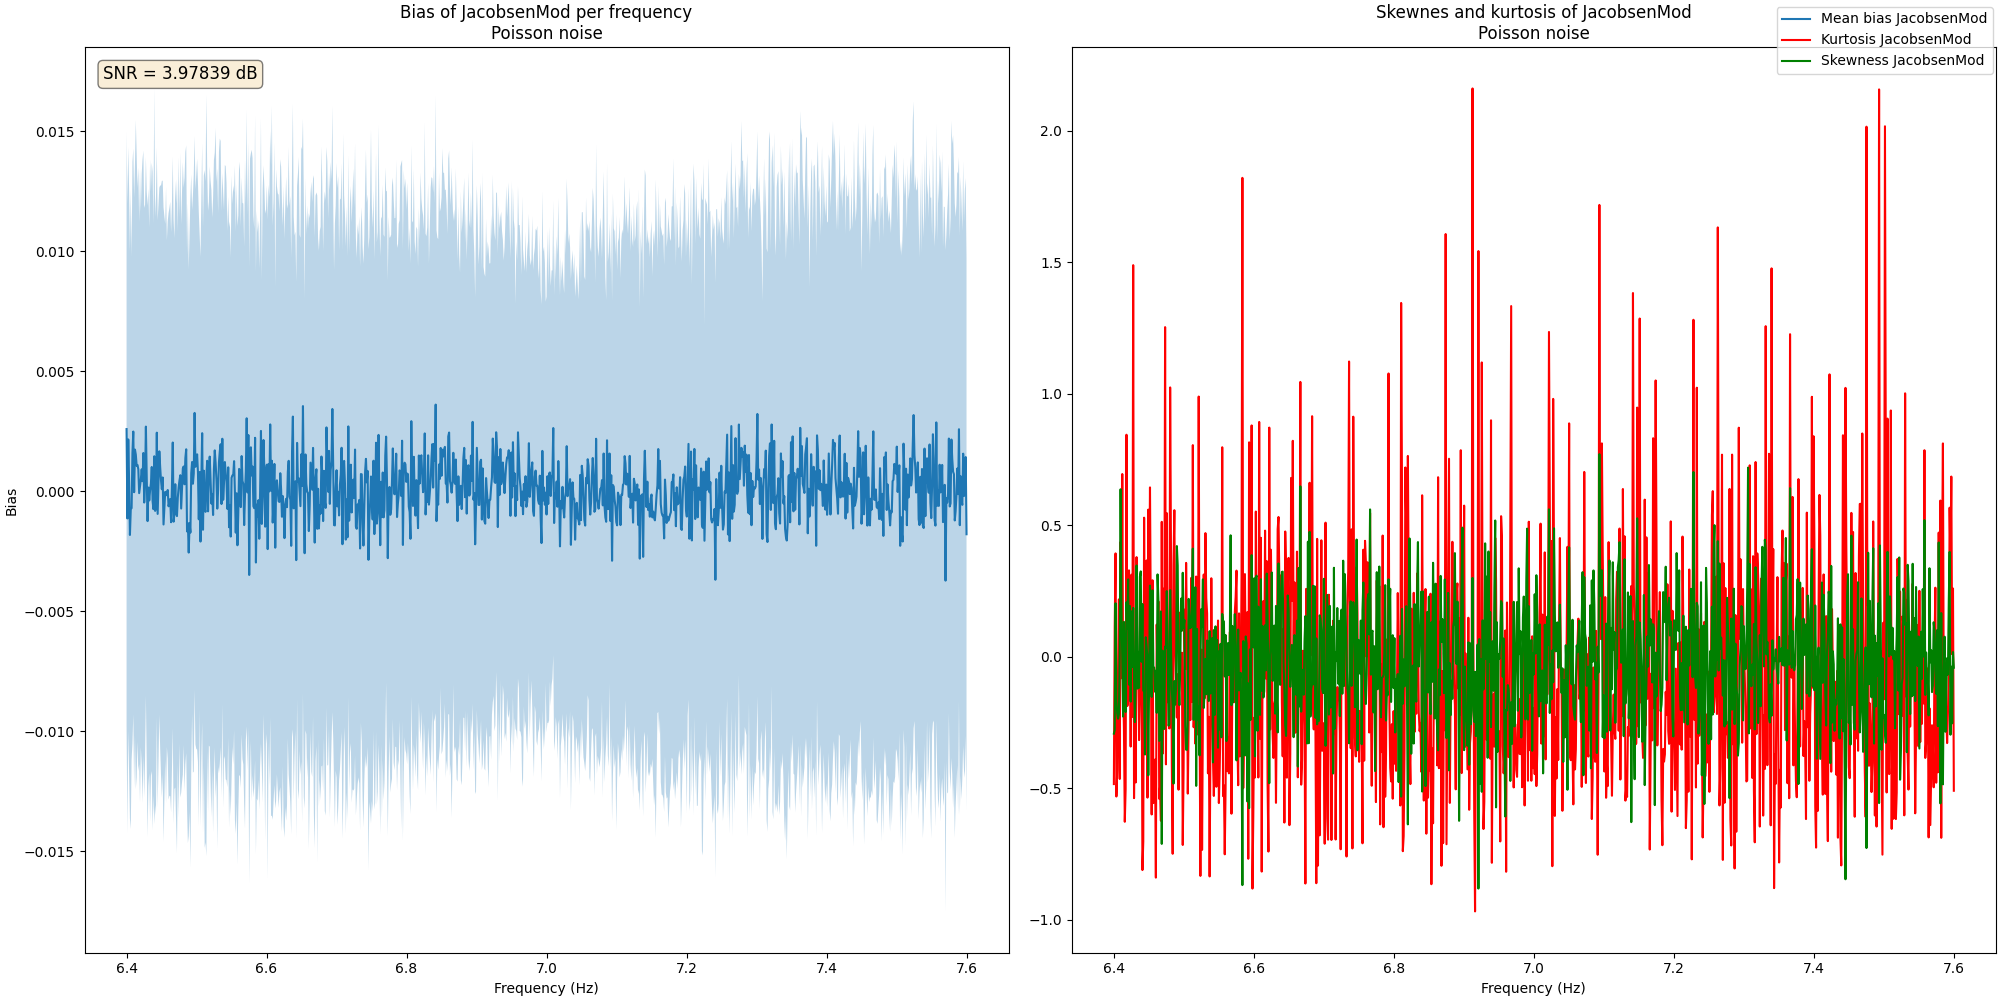 Bias of JacobsenMod per frequency
Poisson noise
SNR = 3.97839 dB
0.015
0.010
0.005
0.000
−0.005
−0.010
−0.015
Bias
6.4 6.6 6.8 7.0 7.2 7.4 7.6
Frequency (Hz)
Skewnes and kurtosis of JacobsenMod
Poisson noise
Mean bias JacobsenMod
Kurtosis JacobsenMod
Skewness JacobsenMod
2.0
1.5
1.0
0.5
0.0
−0.5
−1.0
6.4 6.6 6.8 7.0 7.2 7.4 7.6
Frequency (Hz)